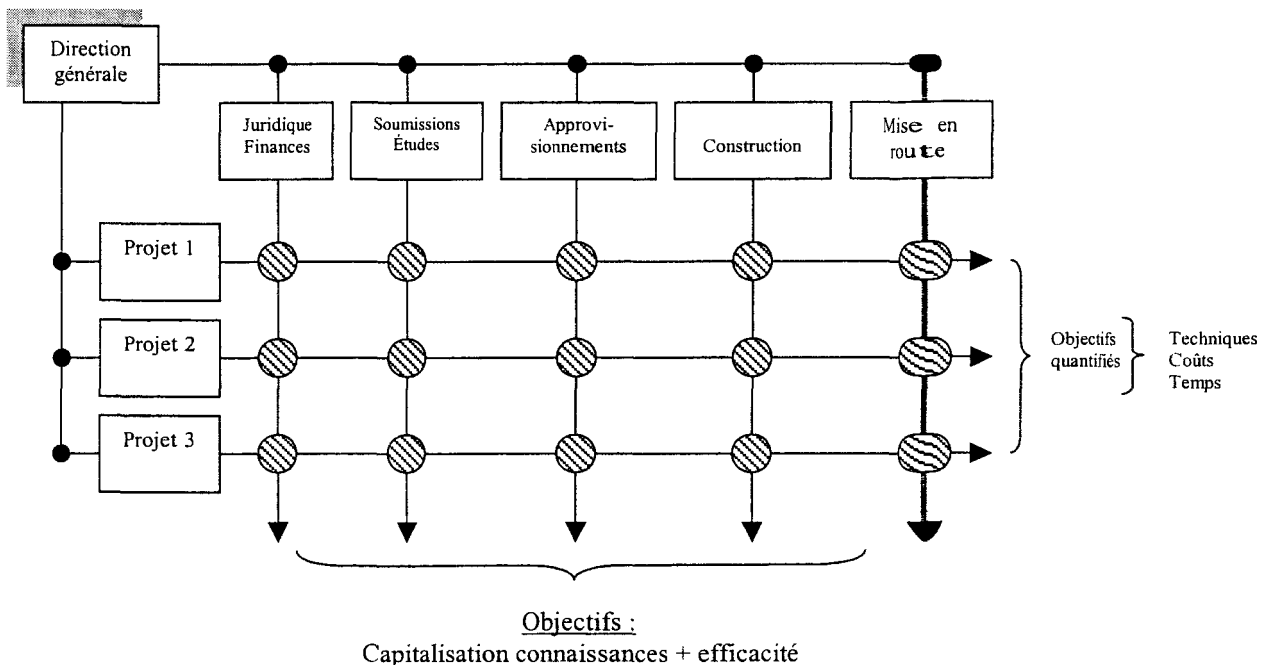 Direction
générale
Juridique
Finances
Soumissions
Études
Approvi-
sionnements
Construction
Mise en
route
Projet 1
Projet 2
Projet 3
Objectifs
quantifiés
Techniques
Coûts
Temps
Objectifs :
Capitalisation connaissances + efficacité